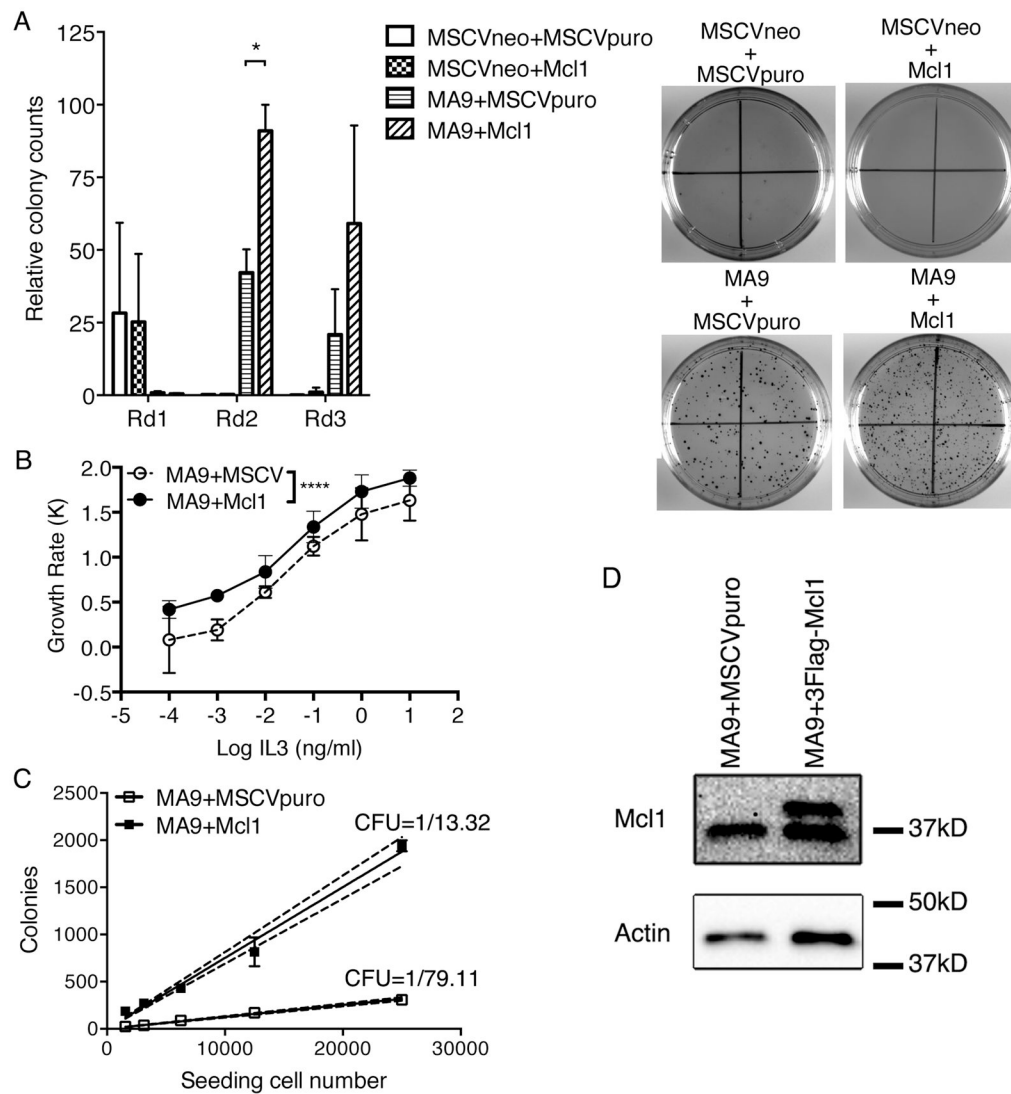 A
125
100
75
50
25
0
Relative colony counts
*
Rd1 Rd2 Rd3
MSCVneo+MSCVpuro
MSCVneo+Mcl1
MA9+MSCVpuro
MA9+Mcl1
MSCVneo
+
MSCVpuro
MSCVneo
+
Mcl1
MA9
+
MSCVpuro
MA9
+
Mcl1
B
2.0
1.5
1.0
0.5
0.0
-0.5
Growth Rate (K)
MA9+MSCV
MA9+Mcl1
****
-5 -4 -3 -2 -1 0 1 2
Log IL3 (ng/ml)
C
2500
2000
1500
1000
500
0
Colonies
MA9+MSCVpuro
MA9+Mcl1
CFU=1/13.32
CFU=1/79.11
0 10000 20000 30000
Seeding cell number
D
MA9+MSCVpuro
MA9+3Flag-Mcl1
Mcl1
37kD
Actin
50kD
37kD